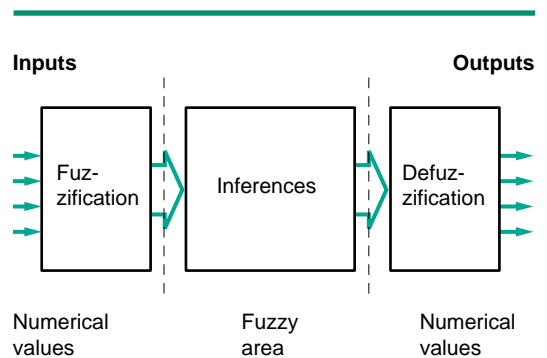 Inputs
Outputs
Fuz-
zification
Inferences
Defuz-
zification
Numerical
values
Fuzzy
area
Numerical
values